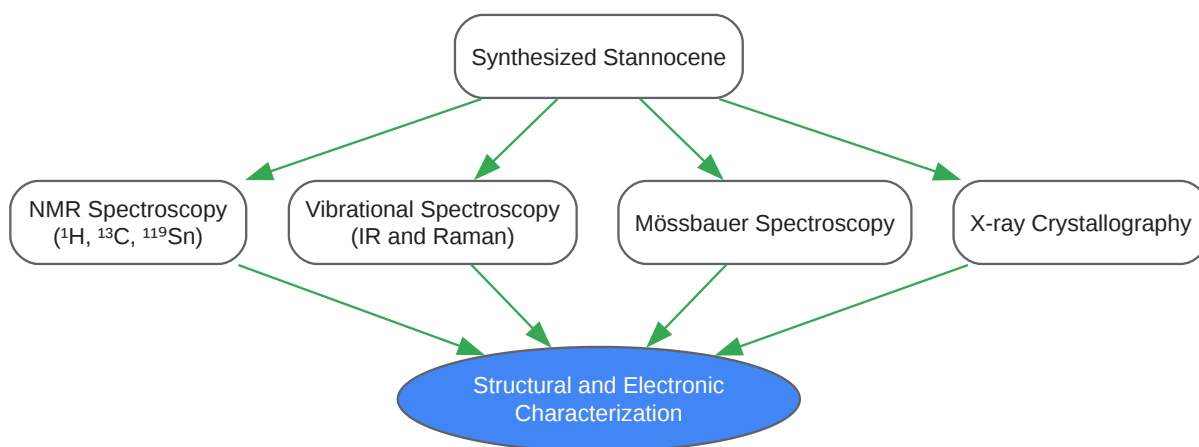 Synthesized Stannocene
NMR Spectroscopy
(¹H, ¹³C, ¹¹⁹Sn)
Vibrational Spectroscopy
(IR and Raman)
Mössbauer Spectroscopy
X-ray Crystallography
Structural and Electronic
Characterization